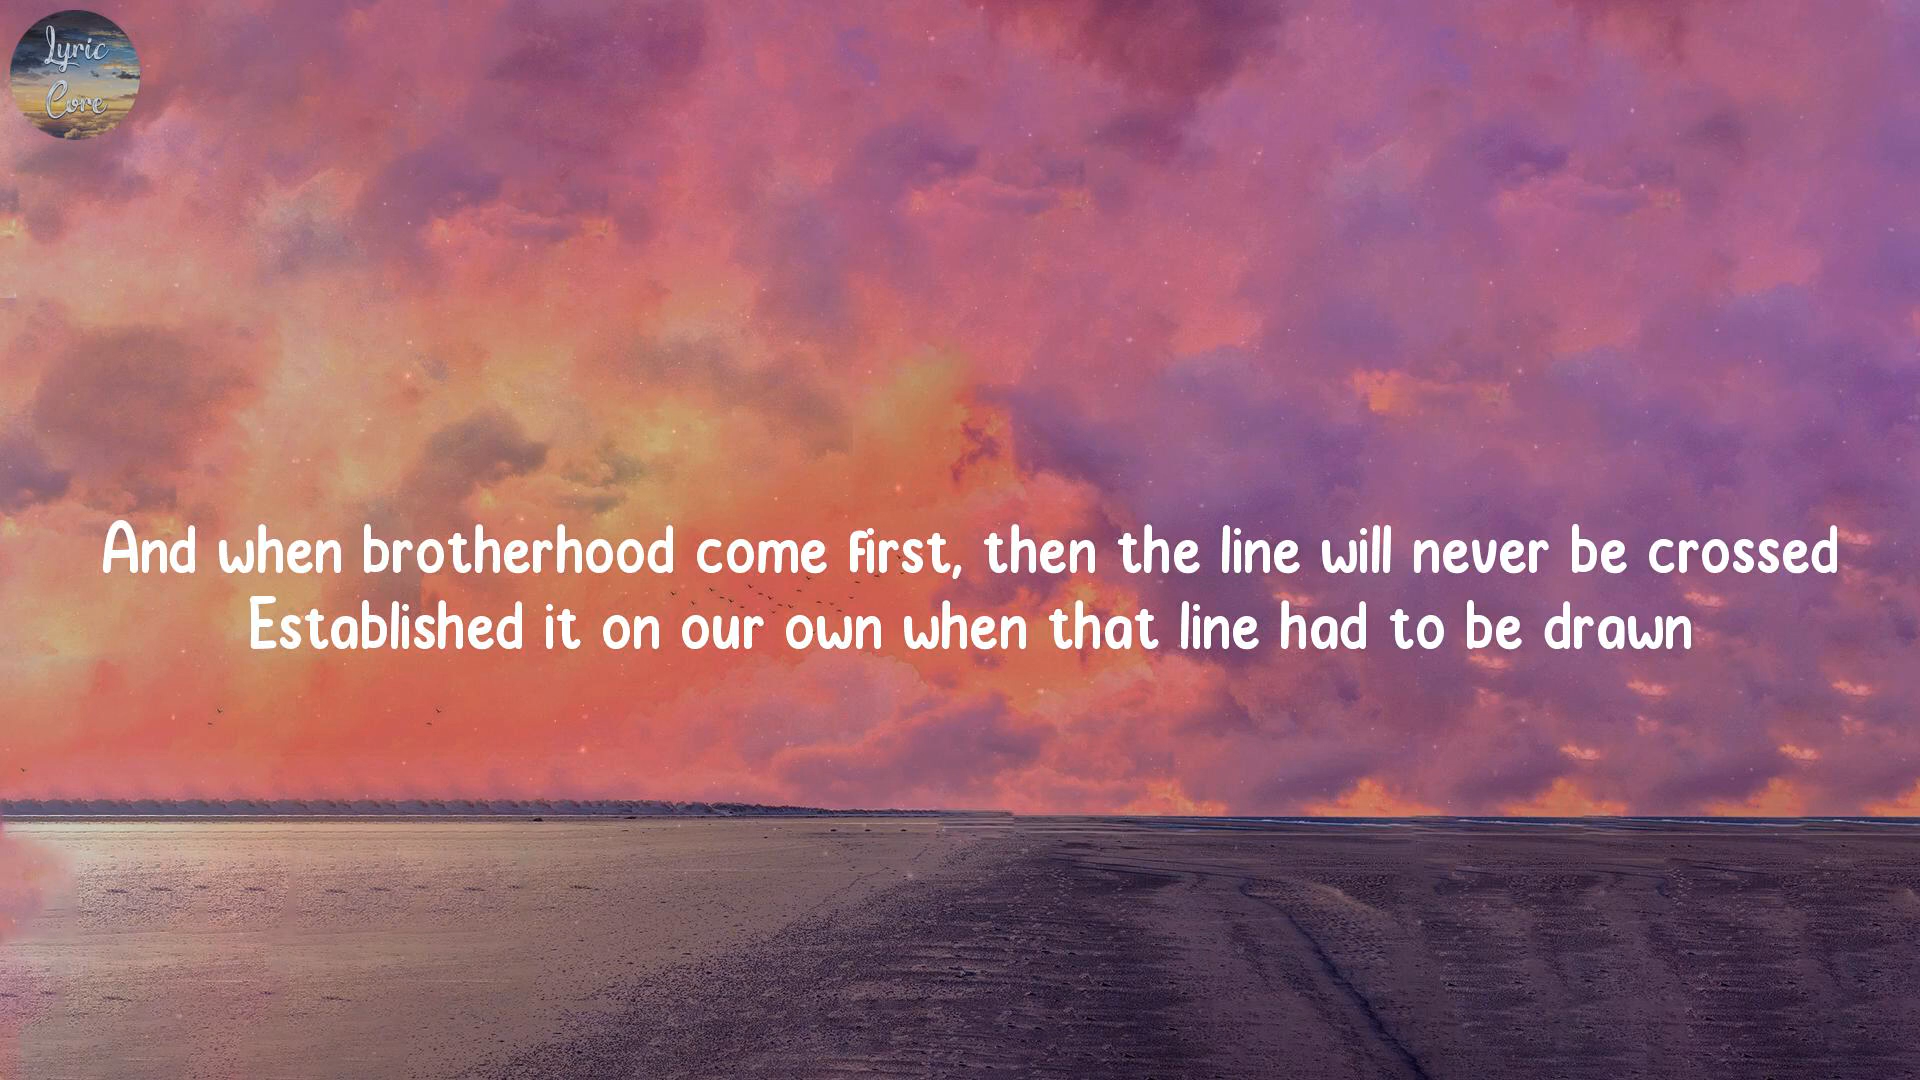 Lyric
Core
And when brotherhood come first, then the line will never be crossed
Established it on our own when that line had to be drawn